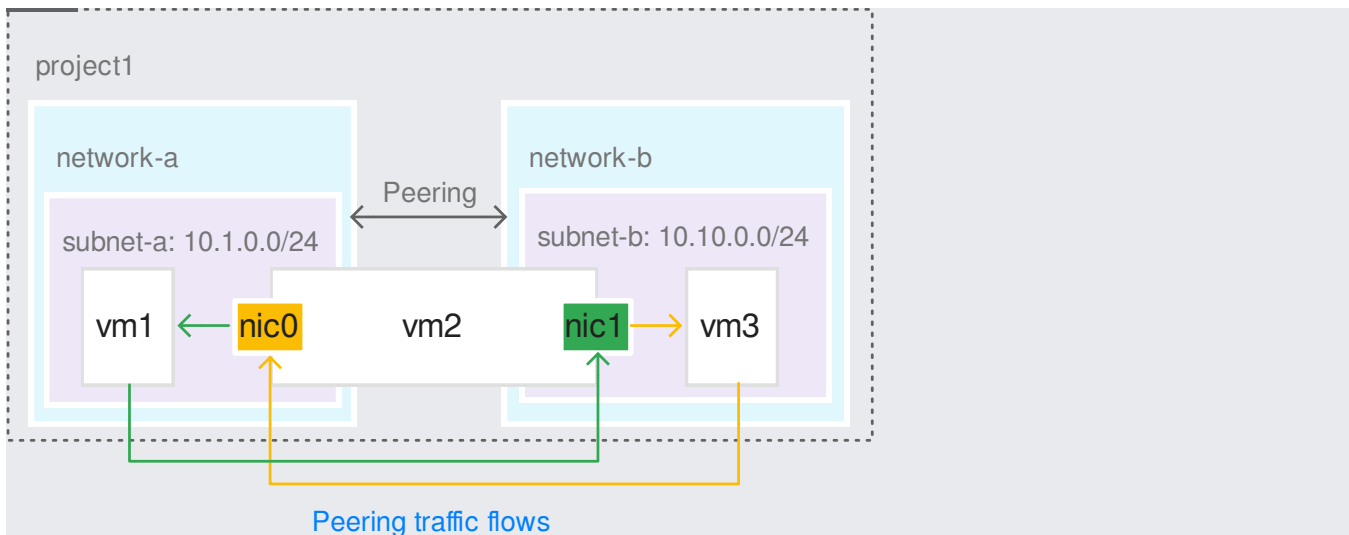 project1
network-a
network-b
Peering
subnet-a: 10.1.0.0/24
subnet-b: 10.10.0.0/24
vm1
nic0
vm2
nic1
vm3
Peering traffic flows